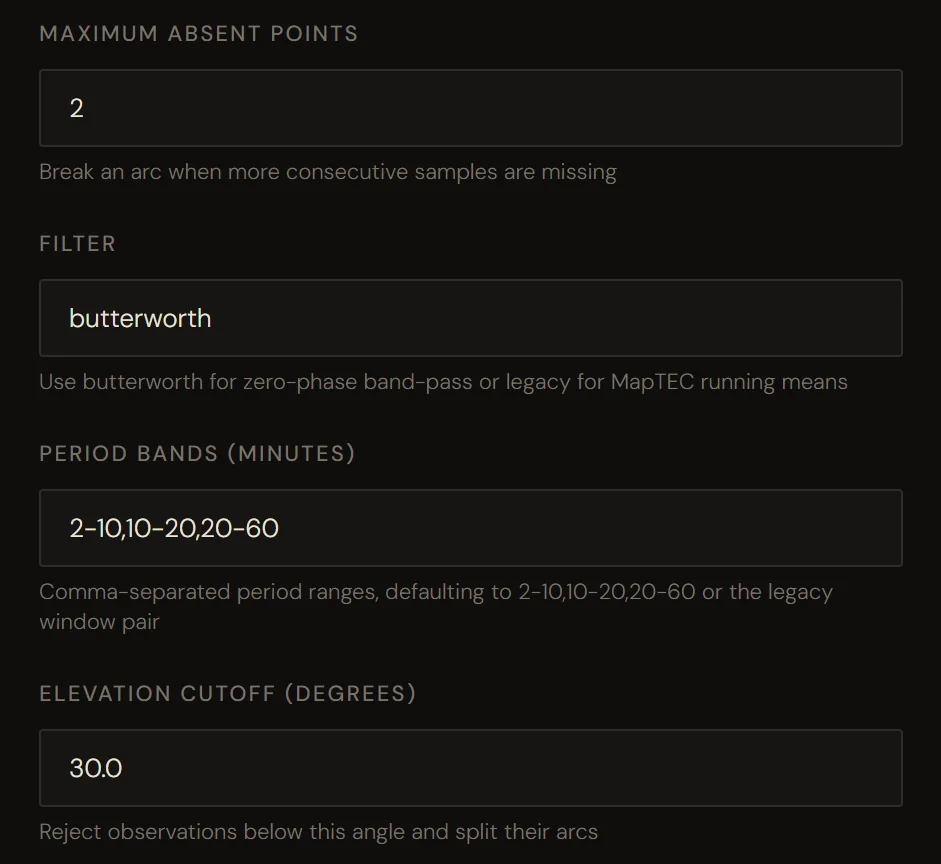 MAXIMUM ABSENT POINTS
2
Break an arc when more consecutive samples are missing
FILTER
butterworth
Use butterworth for zero-phase band-pass or legacy for MapTEC running means
PERIOD BANDS (MINUTES)
2-10,10-20,20-60
Comma-separated period ranges, defaulting to 2-10,10-20,20-60 or the legacy
window pair
ELEVATION CUTOFF (DEGREES)
30.0
Reject observations below this angle and split their arcs